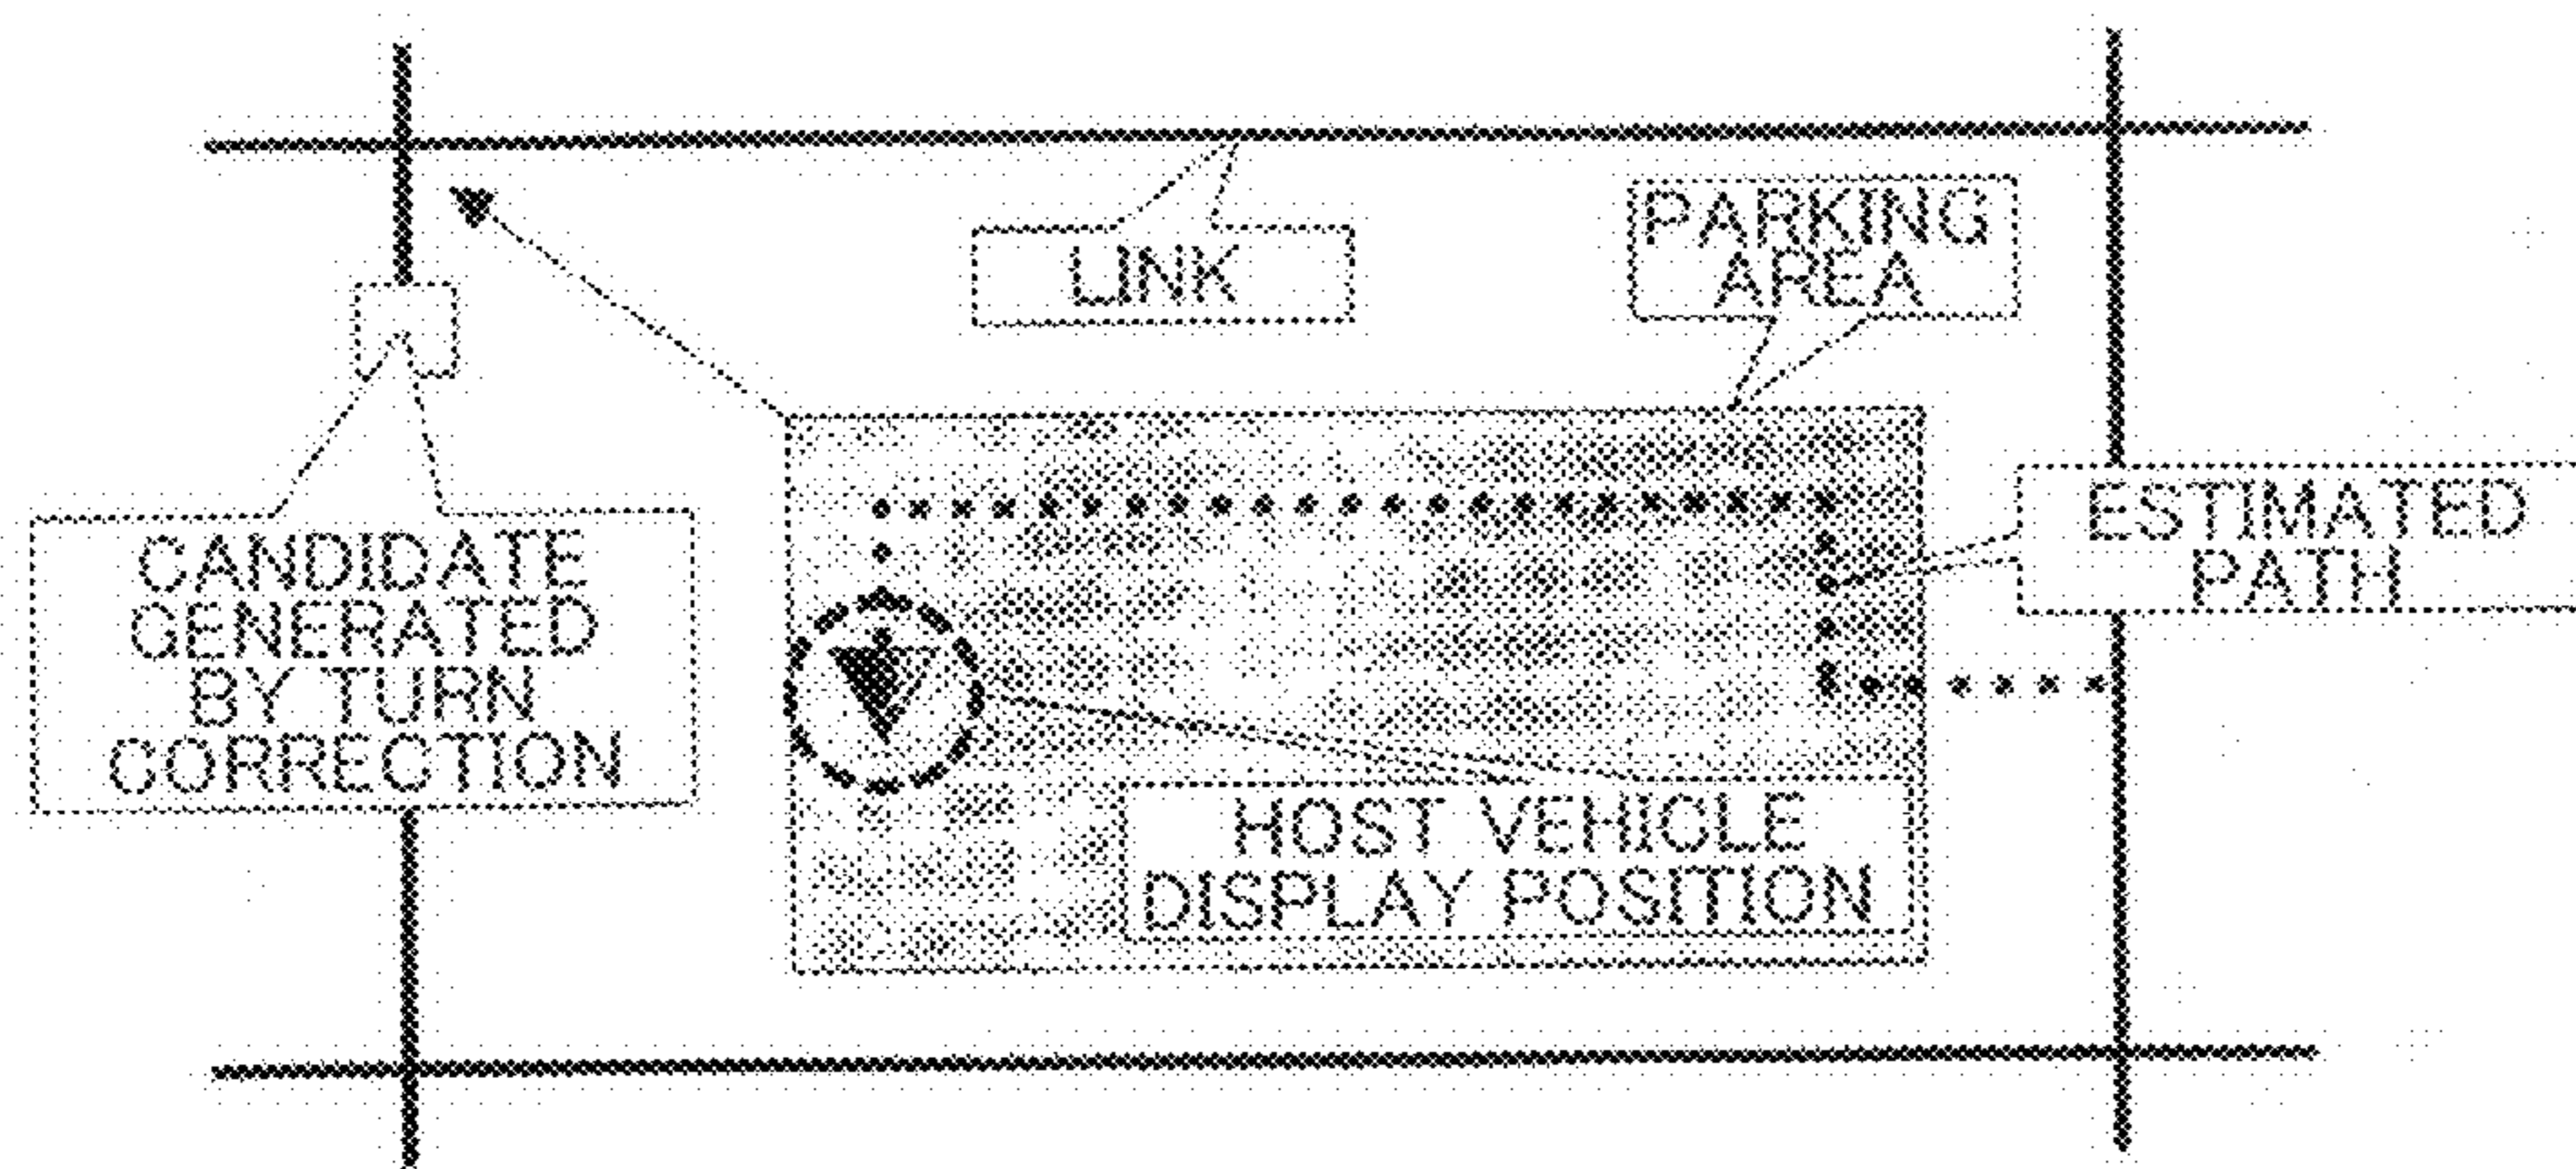 LINK
PARKING
AREA
CANDIDATE
GENERATED
BY TURN
CORRECTION
ESTIMATED
PATH
HOST VEHICLE
DISPLAY POSITION